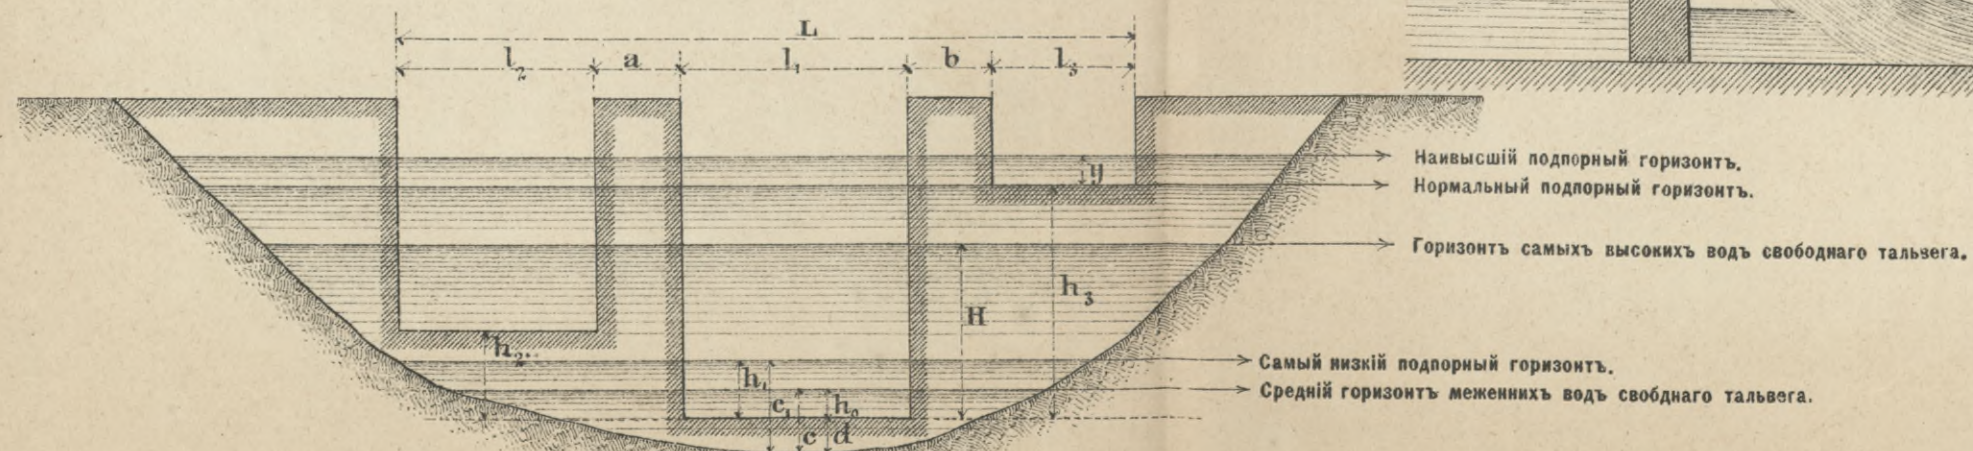 L
l₂ a l₁ b l₃
Наивысшій подпорный горизонтъ.
y
Нормальный подпорный горизонтъ.
Горизонтъ самыхъ высокихъ водъ свободнаго тальвега.
h₃
H
h₂.
Самый низкій подпорный горизонтъ.
h₁
Средній горизонтъ меженнихъ водъ свобднаго тальвега.
c₁ h₀
c d